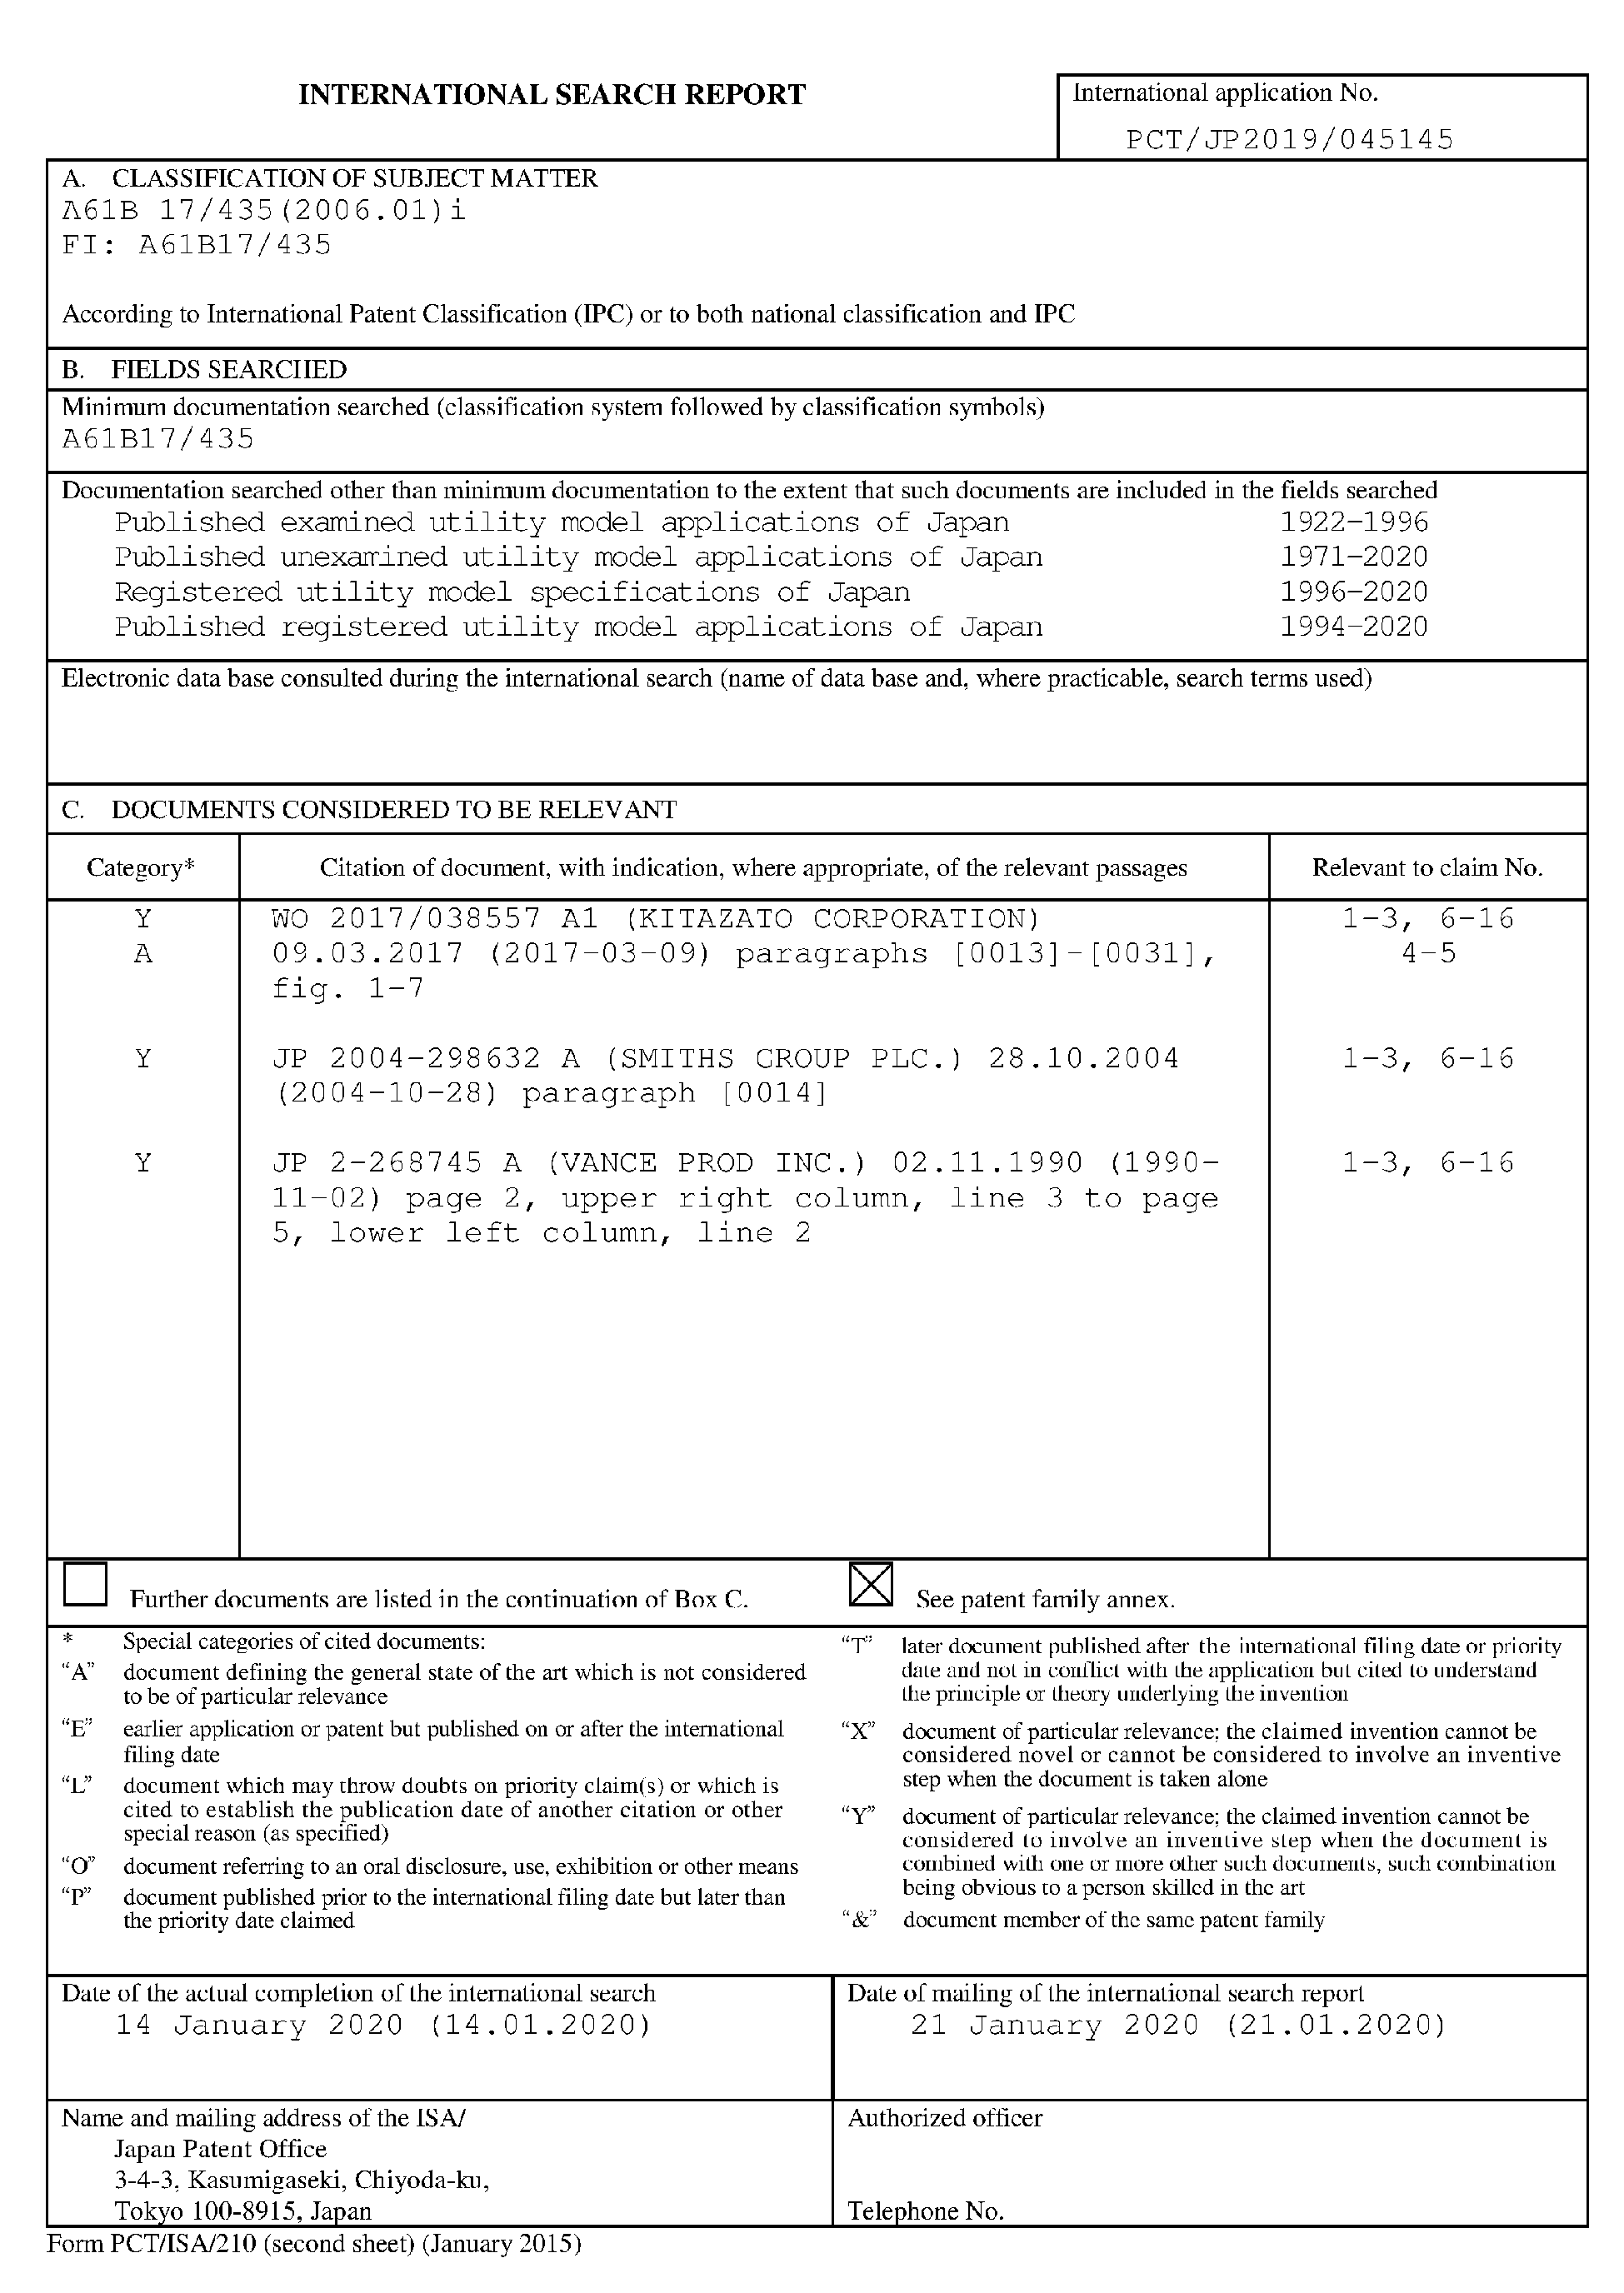 INTERNATIONAL SEARCH REPORT
International application No.
PCT/JP2019/045145
A. CLASSIFICATION OF SUBJECT MATTER
A61B 17/435(2006.01)i
FI: A61B17/435
According to International Patent Classification (IPC) or to both national classification and IPC
B. FIELDS SEARCHED
Minimum documentation searched (classification system followed by classification symbols)
A61B17/435
Documentation searched other than minimum documentation to the extent that such documents are included in the fields searched
Published examined utility model applications of Japan 1922-1996
Published unexamined utility model applications of Japan 1971-2020
Registered utility model specifications of Japan 1996-2020
Published registered utility model applications of Japan 1994-2020
Electronic data base consulted during the international search (name of data base and, where practicable, search terms used)
C. DOCUMENTS CONSIDERED TO BE RELEVANT
Category* Citation of document, with indication, where appropriate, of the relevant passages Relevant to claim No.
Y WO 2017/038557 A1 (KITAZATO CORPORATION) 1-3, 6-16
A 09.03.2017 (2017-03-09) paragraphs [0013]-[0031], 4-5
fig. 1-7
Y JP 2004-298632 A (SMITHS GROUP PLC.) 28.10.2004 1-3, 6-16
(2004-10-28) paragraph [0014]
Y JP 2-268745 A (VANCE PROD INC.) 02.11.1990 (1990- 1-3, 6-16
11-02) page 2, upper right column, line 3 to page
5, lower left column, line 2
Further documents are listed in the continuation of Box C.
See patent family annex.
* Special categories of cited documents:
"A" document defining the general state of the art which is not considered
to be of particular relevance
"E" earlier application or patent but published on or after the international
filing date
"L" document which may throw doubts on priority claim(s) or which is
cited to establish the publication date of another citation or other
special reason (as specified)
"O" document referring to an oral disclosure, use, exhibition or other means
"P" document published prior to the international filing date but later than
the priority date claimed
"T" later document published after the international filing date or priority
date and not in conflict with the application but cited to understand
the principle or theory underlying the invention
"X" document of particular relevance; the claimed invention cannot be
considered novel or cannot be considered to involve an inventive
step when the document is taken alone
"Y" document of particular relevance; the claimed invention cannot be
considered to involve an inventive step when the document is
combined with one or more other such documents, such combination
being obvious to a person skilled in the art
"&" document member of the same patent family
Date of the actual completion of the international search
14 January 2020 (14.01.2020)
Date of mailing of the international search report
21 January 2020 (21.01.2020)
Name and mailing address of the ISA/
Japan Patent Office
3-4-3, Kasumigaseki, Chiyoda-ku,
Tokyo 100-8915, Japan
Authorized officer
Telephone No.
Form PCT/ISA/210 (second sheet) (January 2015)